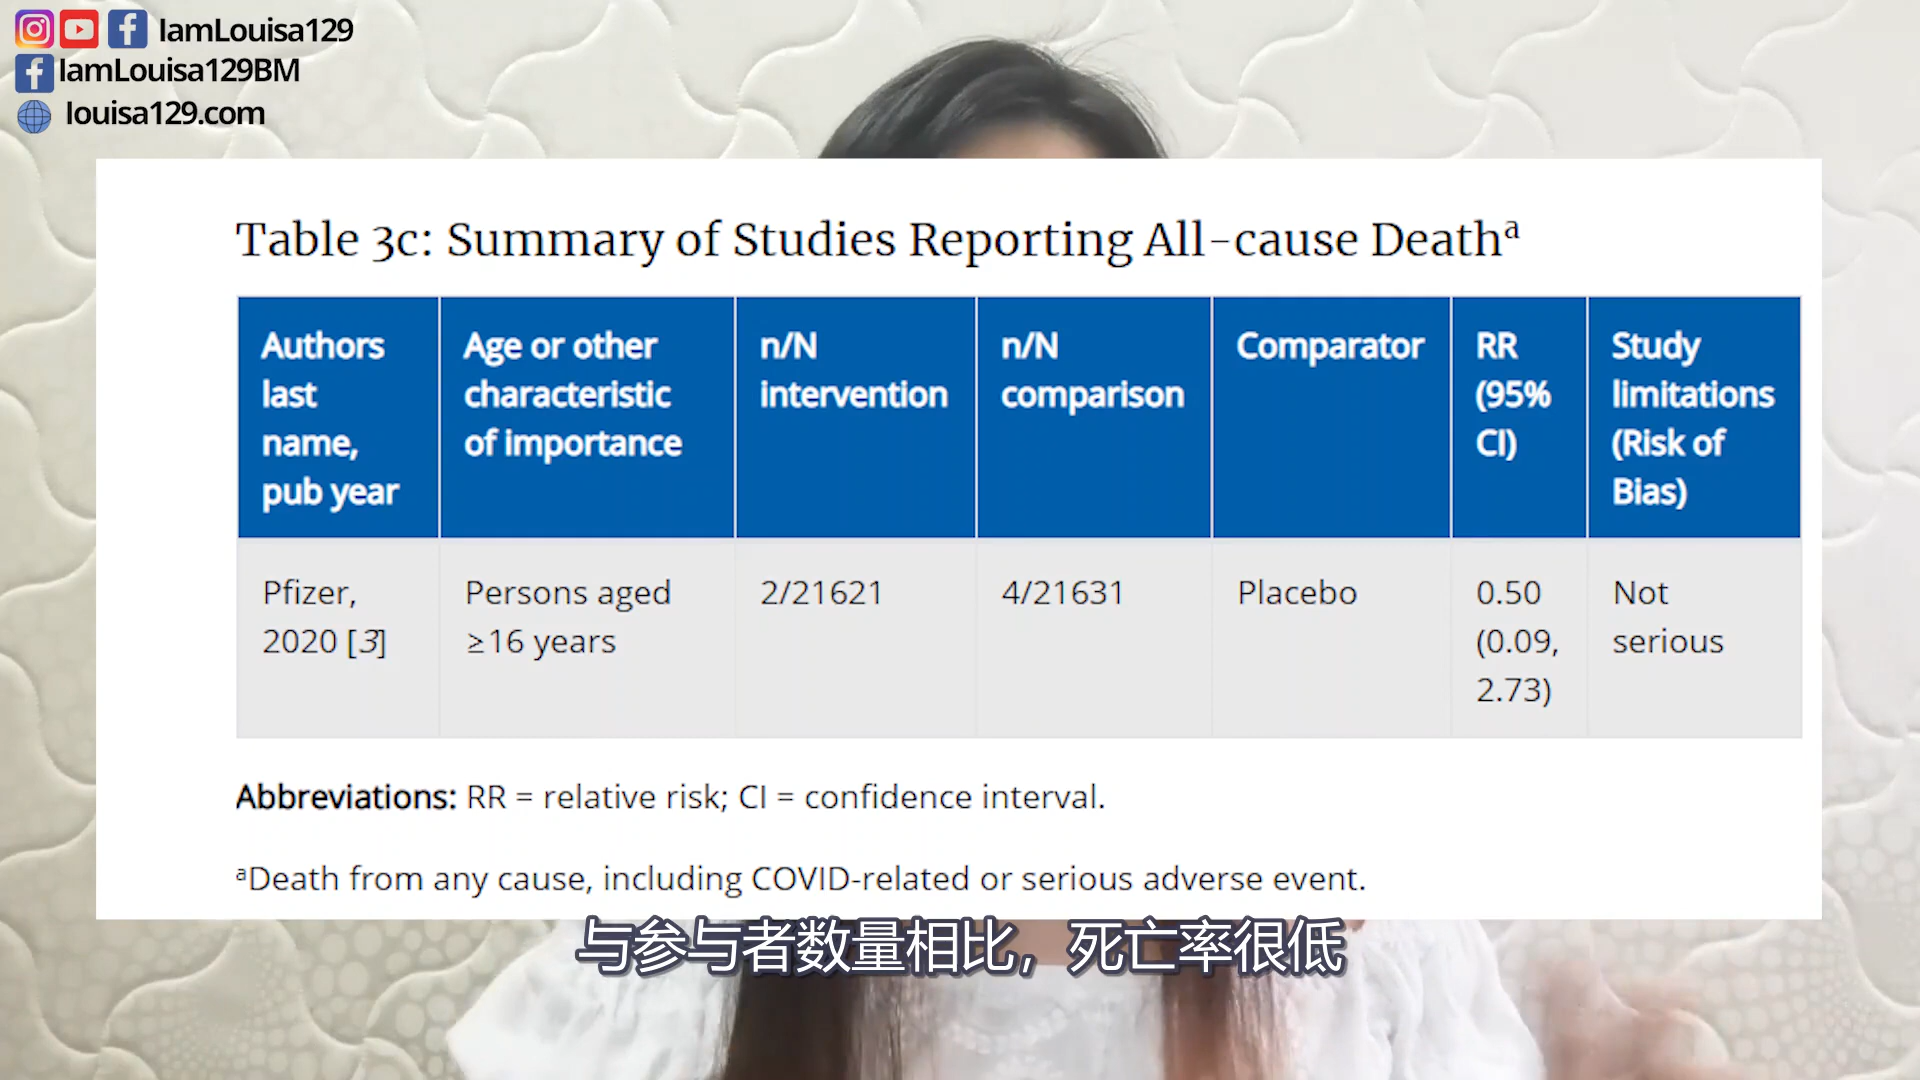 IamLouisa129
IamLouisa129BM
louisa129.com
Table 3c: Summary of Studies Reporting All-cause Deathᵃ
Authors last name, pub year
Age or other characteristic of importance
n/N intervention
n/N comparison
Comparator
RR (95% CI)
Study limitations (Risk of Bias)
Pfizer, 2020 [3]
Persons aged ≥16 years
2/21621
4/21631
Placebo
0.50 (0.09, 2.73)
Not serious
Abbreviations: RR = relative risk; CI = confidence interval.
ᵃDeath from any cause, including COVID-related or serious adverse event.
与参与者数量相比，死亡率很低